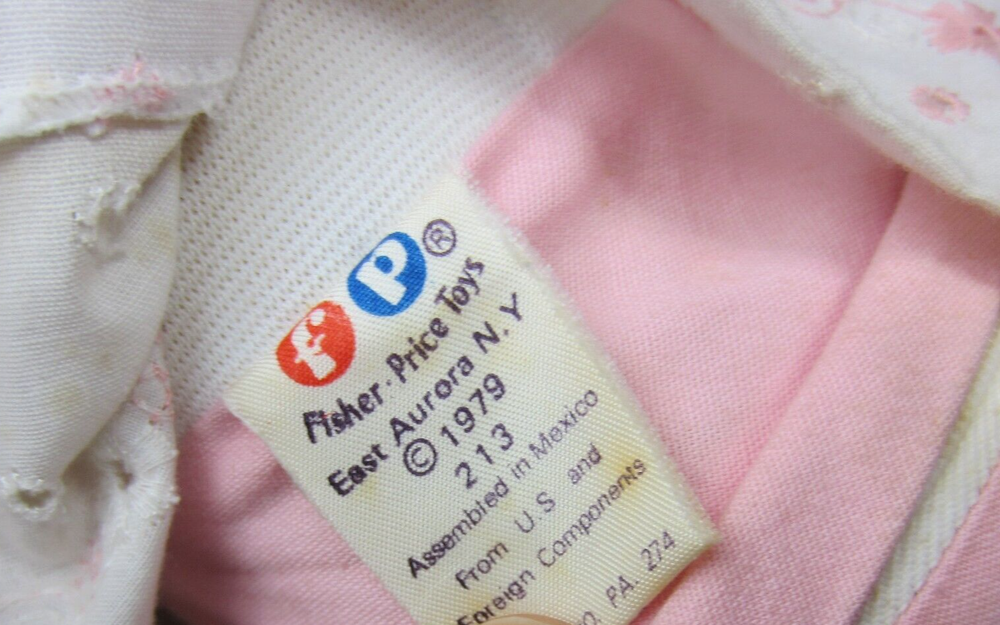 fp®
Fisher·Price Toys
East Aurora N.Y
© 1979
213
Assembled in Mexico
From U.S and
Foreign Components
PA. 274